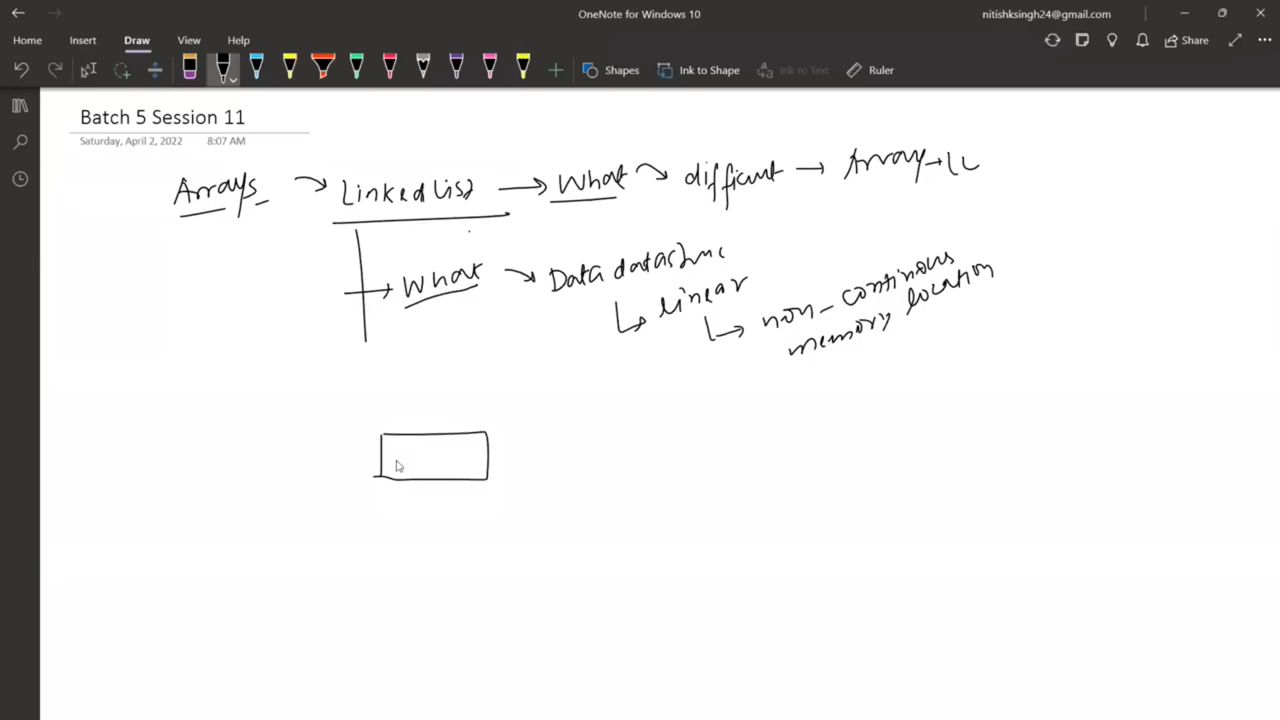 OneNote for Windows 10
nitishksingh24@gmail.com
Home Insert Draw View Help
Share
Shapes Ink to Shape Ink to Text Ruler
Batch 5 Session 11
Saturday, April 2, 2022 8:07 AM
Arrays → LinkedList → What → difficult → Array → LL
→ What → Data
→ linear
→ non-continous
memory location